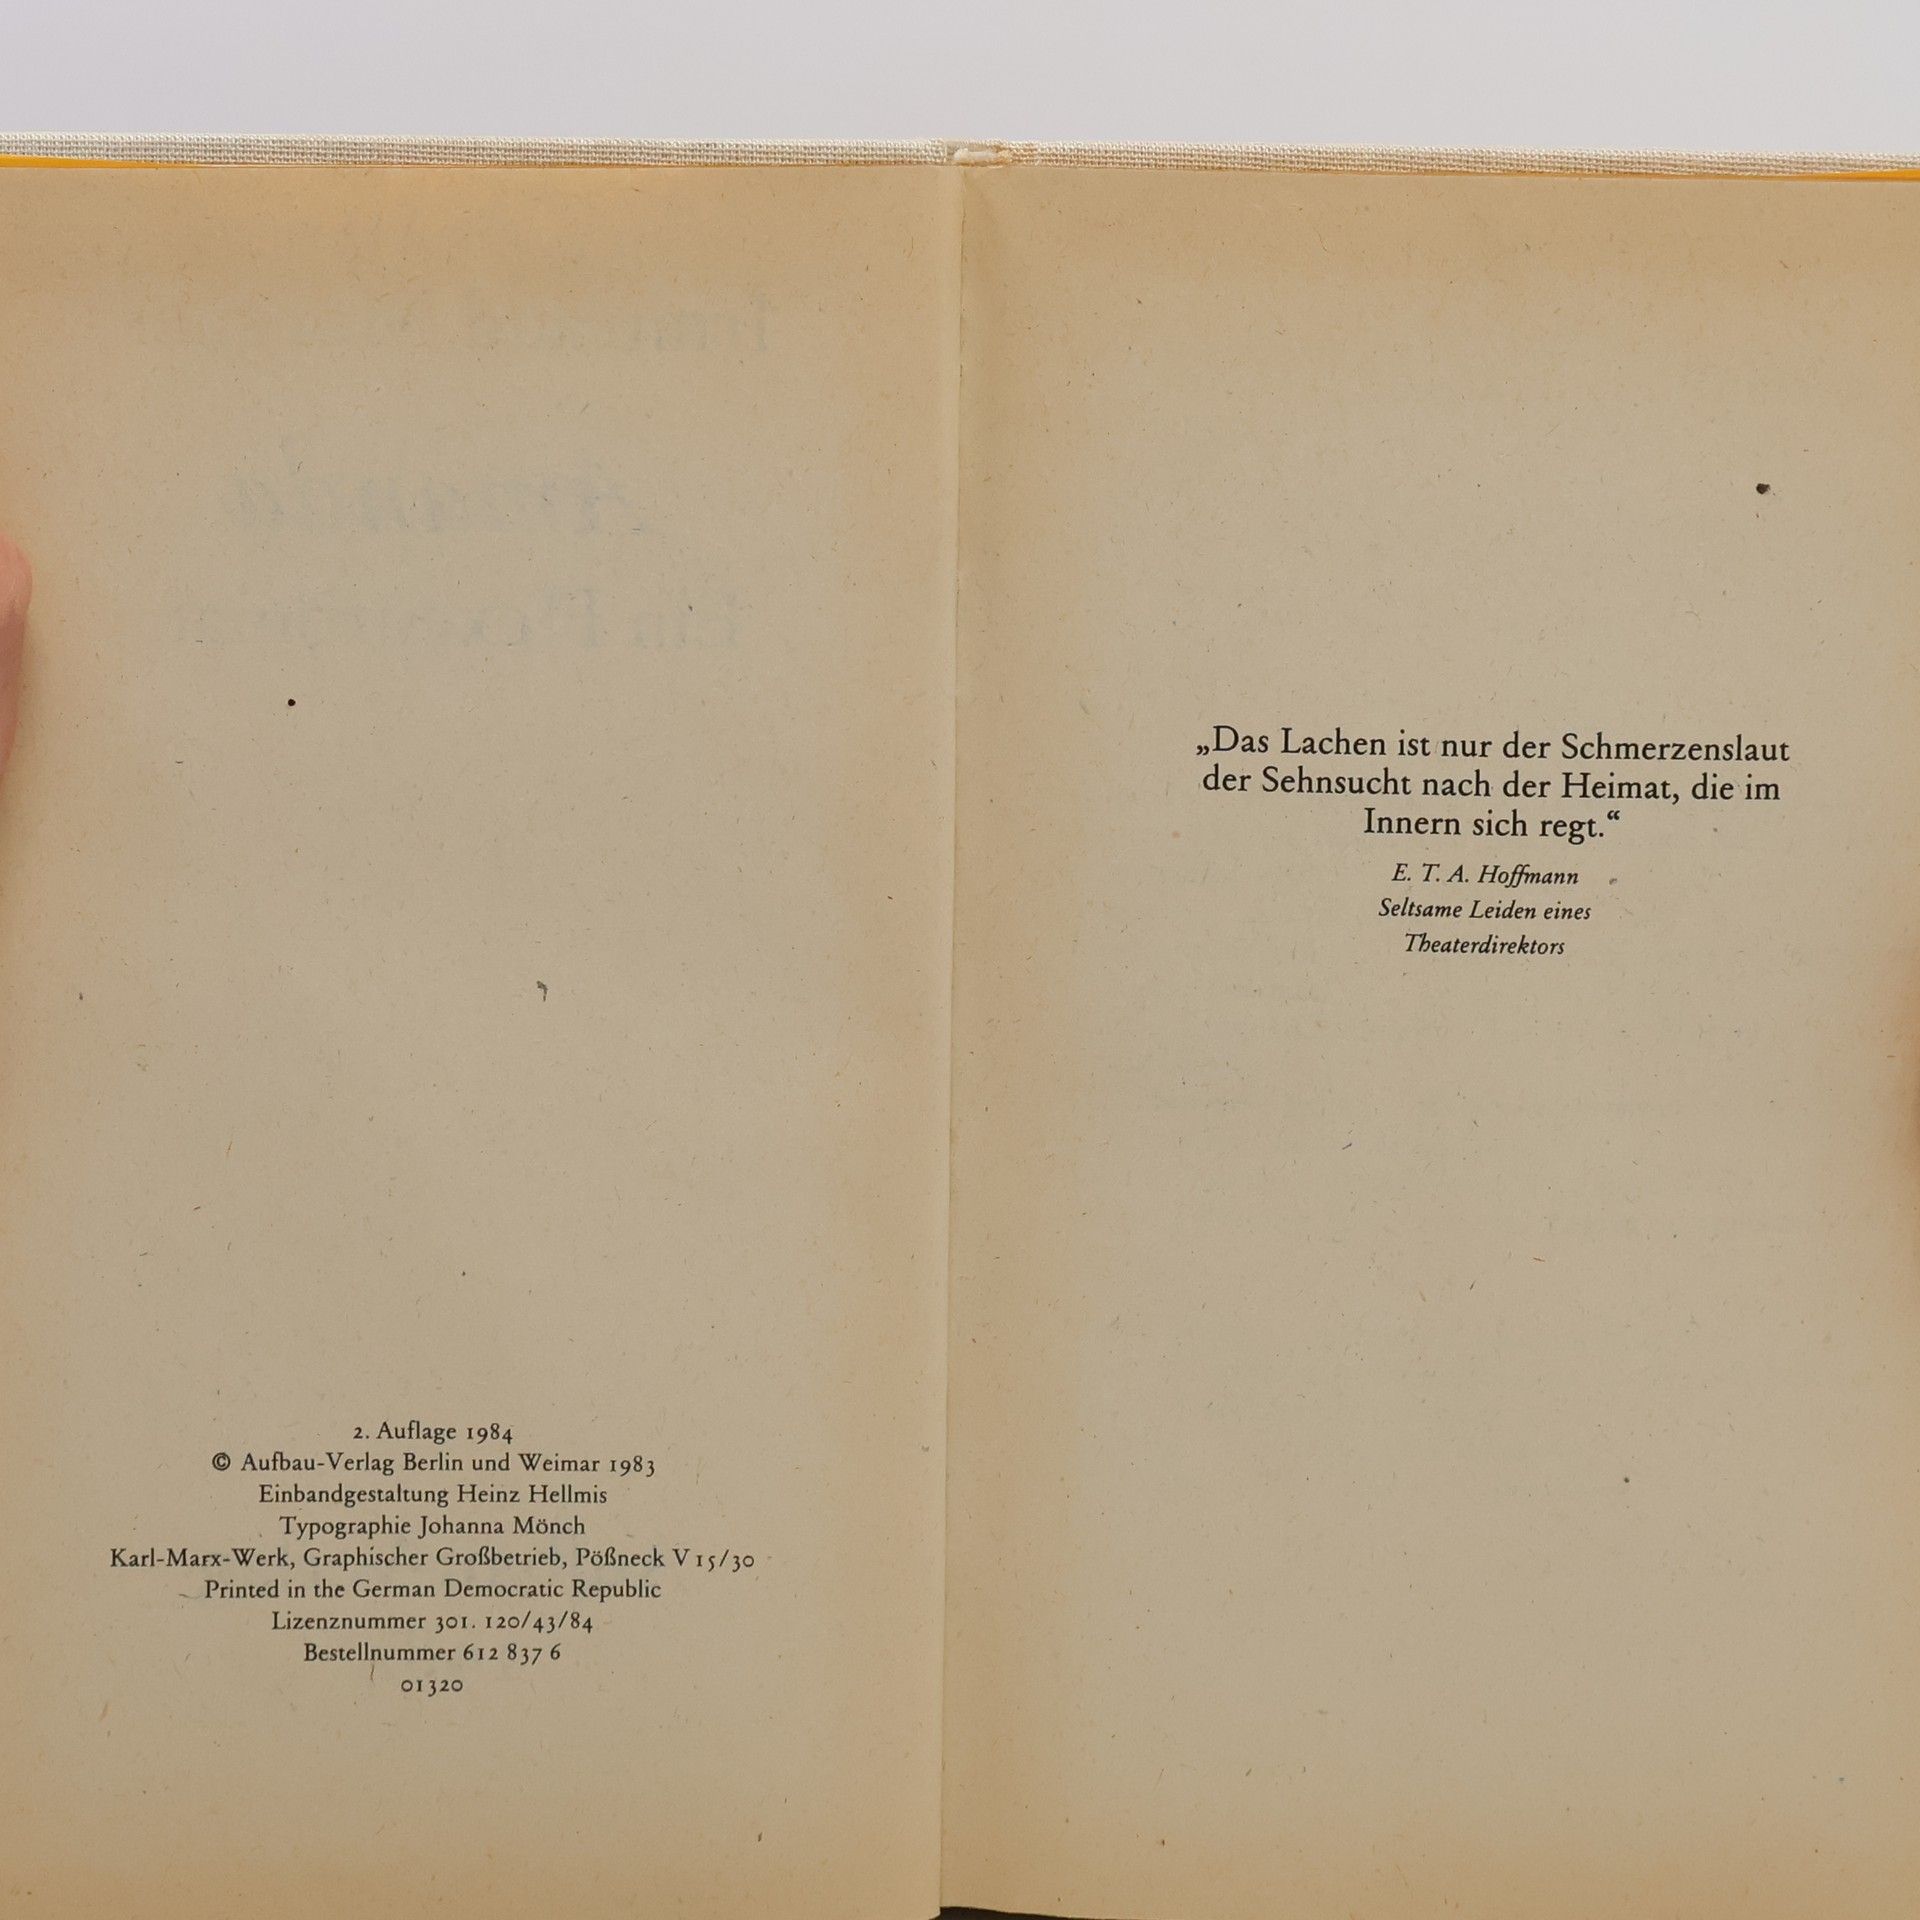 2. Auflage 1984
© Aufbau-Verlag Berlin und Weimar 1983
Einbandgestaltung Heinz Hellmis
Typographie Johanna Mönch
Karl-Marx-Werk, Graphischer Großbetrieb, Pößneck V 15/30
Printed in the German Democratic Republic
Lizenznummer 301. 120/43/84
Bestellnummer 612 837 6
01320
„Das Lachen ist nur der Schmerzenslaut
der Sehnsucht nach der Heimat, die im
Innern sich regt.“
E. T. A. Hoffmann
Seltsame Leiden eines
Theaterdirektors